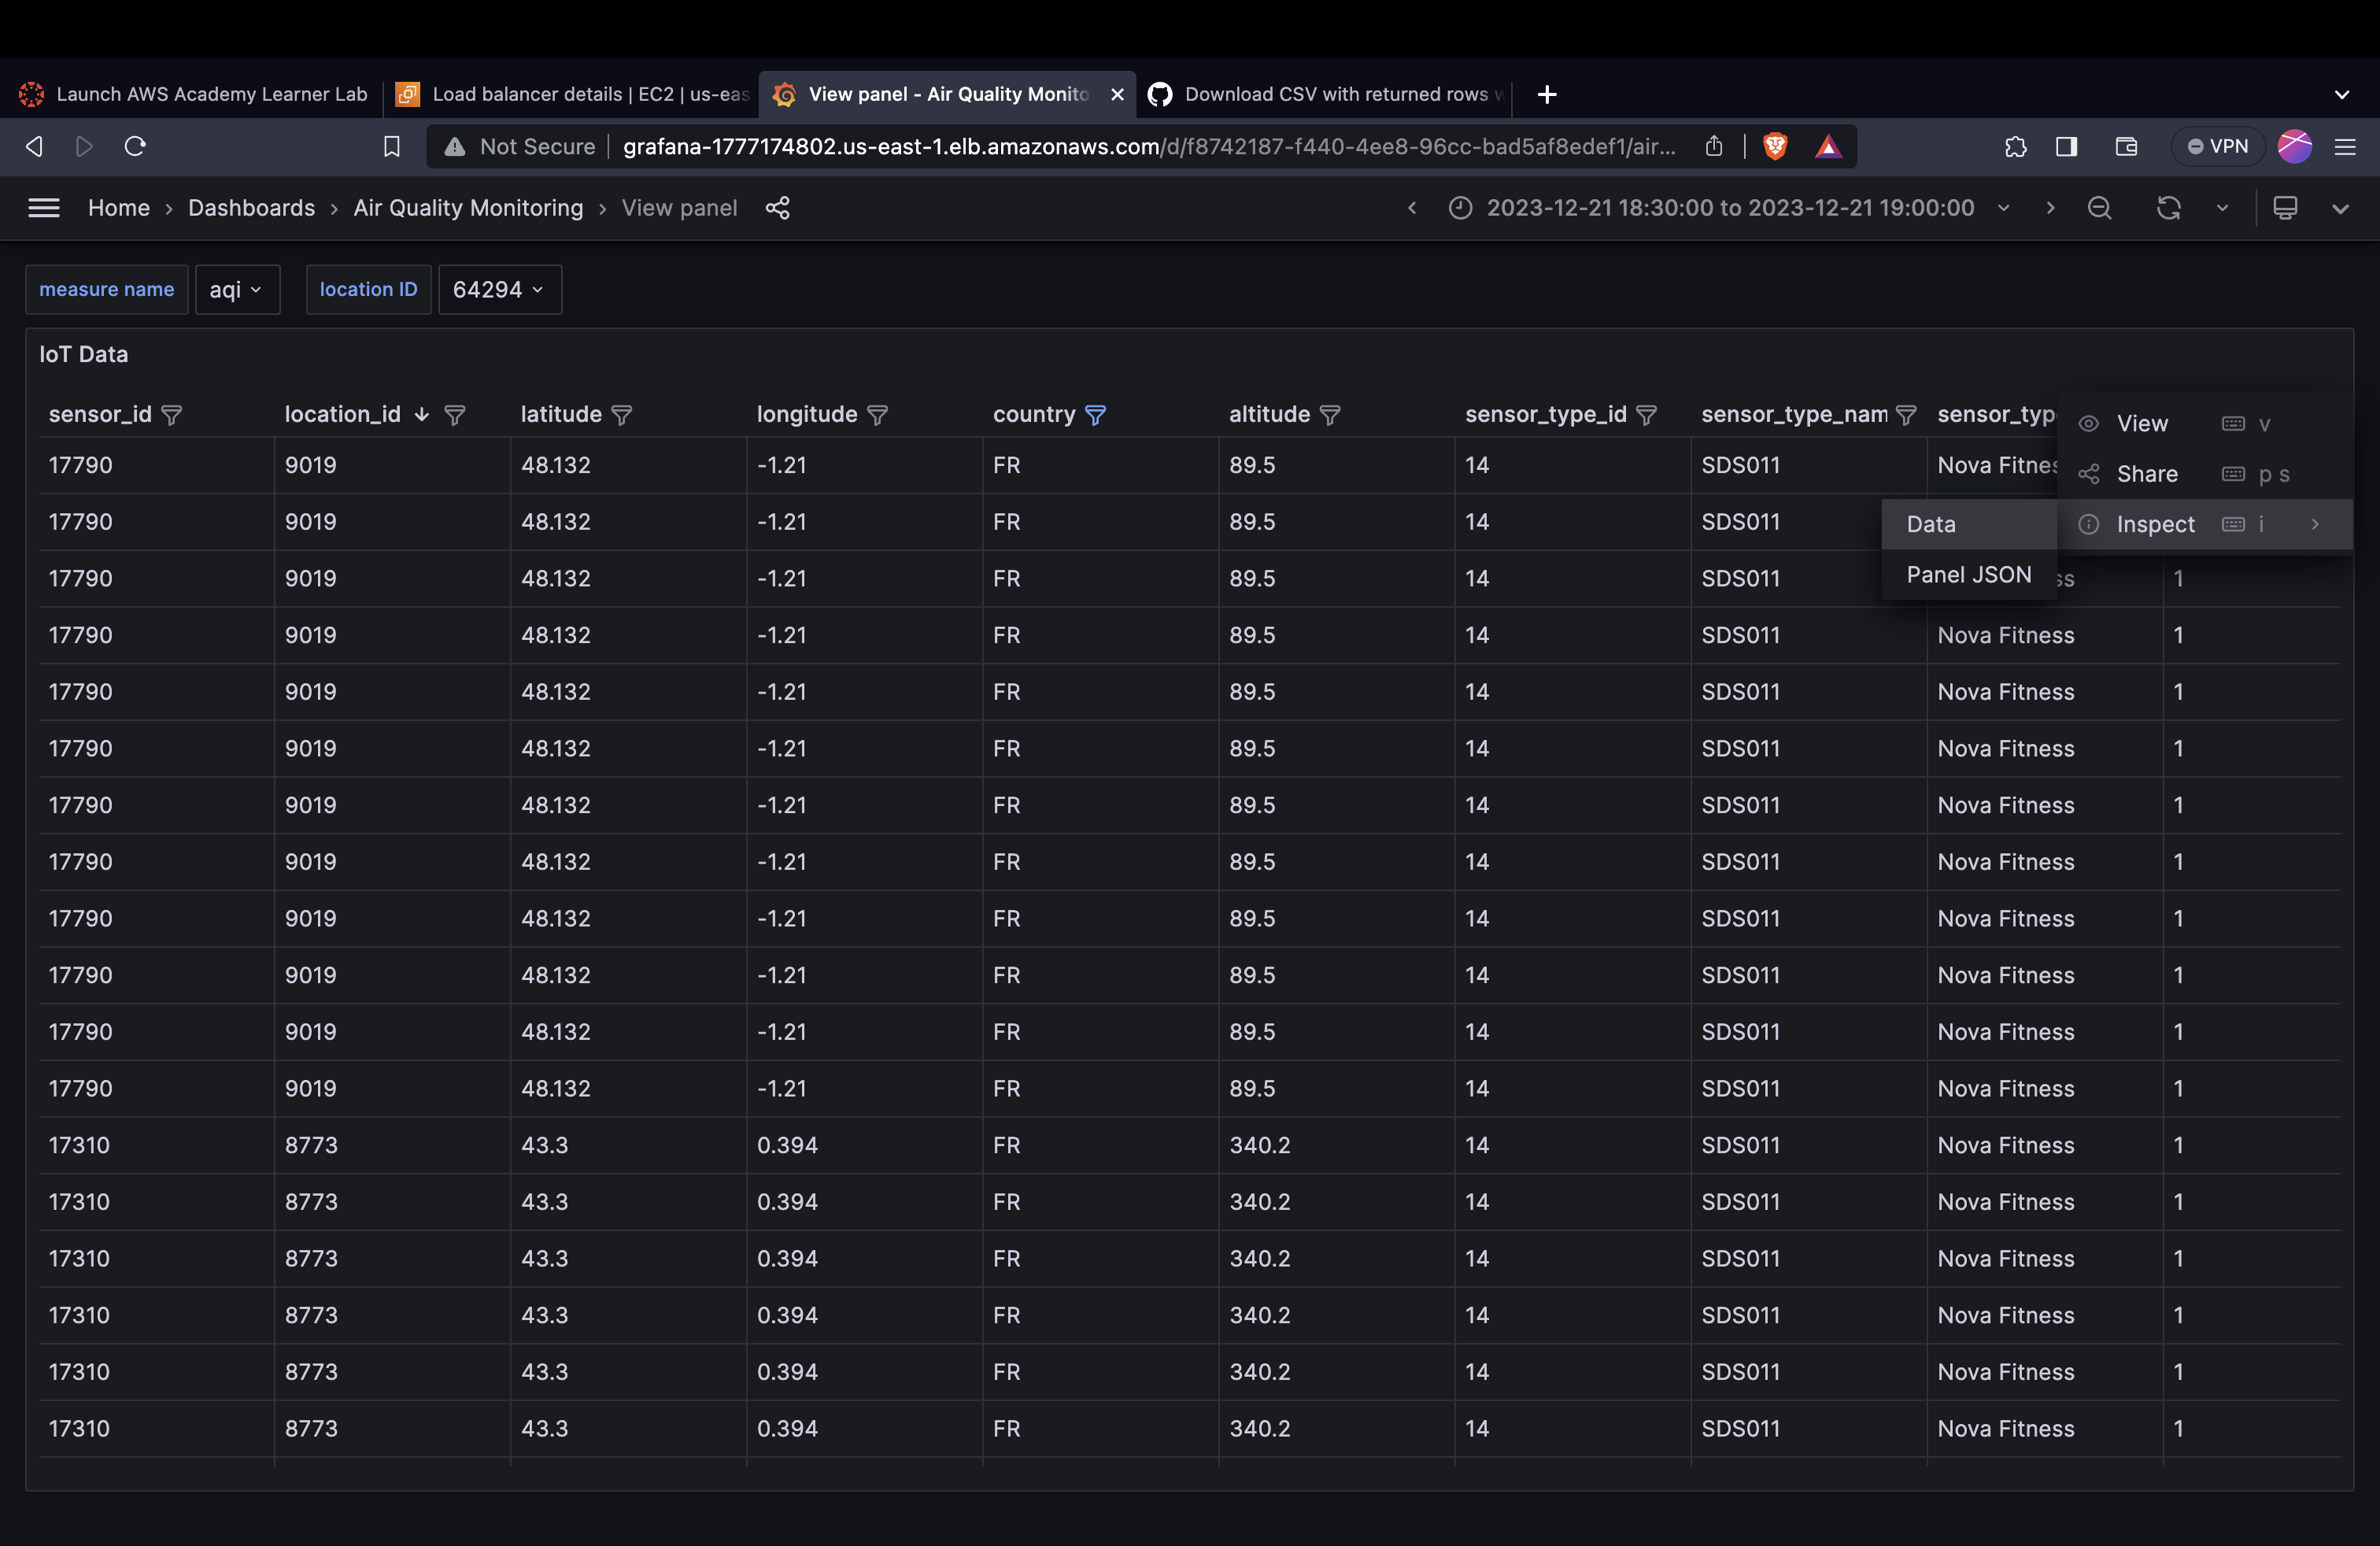 Launch AWS Academy Learner Lab
Load balancer details | EC2 | us-eas
View panel - Air Quality Monito
Download CSV with returned rows w
Not Secure
grafana-1777174802.us-east-1.elb.amazonaws.com/d/f8742187-f440-4ee8-96cc-bad5af8edef1/air...
VPN
Home › Dashboards › Air Quality Monitoring › View panel
2023-12-21 18:30:00 to 2023-12-21 19:00:00
measure name aqi location ID 64294
IoT Data
sensor_id location_id latitude longitude country altitude sensor_type_id sensor_type_nam sensor_typ
View v
Share p s
Inspect i
Data
Panel JSON
17790 9019 48.132 -1.21 FR 89.5 14 SDS011 Nova Fitnes
17790 9019 48.132 -1.21 FR 89.5 14 SDS011
17790 9019 48.132 -1.21 FR 89.5 14 SDS011 ss 1
17790 9019 48.132 -1.21 FR 89.5 14 SDS011 Nova Fitness 1
17790 9019 48.132 -1.21 FR 89.5 14 SDS011 Nova Fitness 1
17790 9019 48.132 -1.21 FR 89.5 14 SDS011 Nova Fitness 1
17790 9019 48.132 -1.21 FR 89.5 14 SDS011 Nova Fitness 1
17790 9019 48.132 -1.21 FR 89.5 14 SDS011 Nova Fitness 1
17790 9019 48.132 -1.21 FR 89.5 14 SDS011 Nova Fitness 1
17790 9019 48.132 -1.21 FR 89.5 14 SDS011 Nova Fitness 1
17790 9019 48.132 -1.21 FR 89.5 14 SDS011 Nova Fitness 1
17790 9019 48.132 -1.21 FR 89.5 14 SDS011 Nova Fitness 1
17310 8773 43.3 0.394 FR 340.2 14 SDS011 Nova Fitness 1
17310 8773 43.3 0.394 FR 340.2 14 SDS011 Nova Fitness 1
17310 8773 43.3 0.394 FR 340.2 14 SDS011 Nova Fitness 1
17310 8773 43.3 0.394 FR 340.2 14 SDS011 Nova Fitness 1
17310 8773 43.3 0.394 FR 340.2 14 SDS011 Nova Fitness 1
17310 8773 43.3 0.394 FR 340.2 14 SDS011 Nova Fitness 1